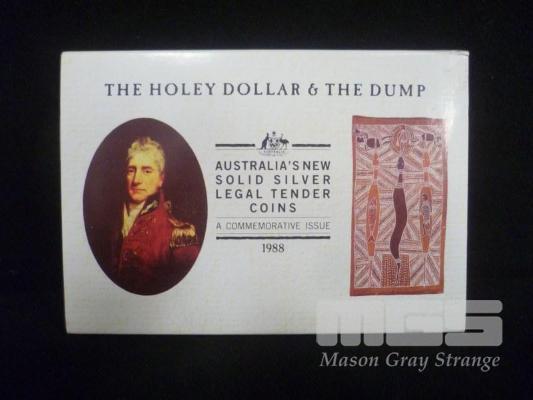 THE HOLEY DOLLAR & THE DUMP
AUSTRALIA'S NEW
SOLID SILVER
LEGAL TENDER
COINS
A COMMEMORATIVE ISSUE
1988
MGS
Mason Gray Strange